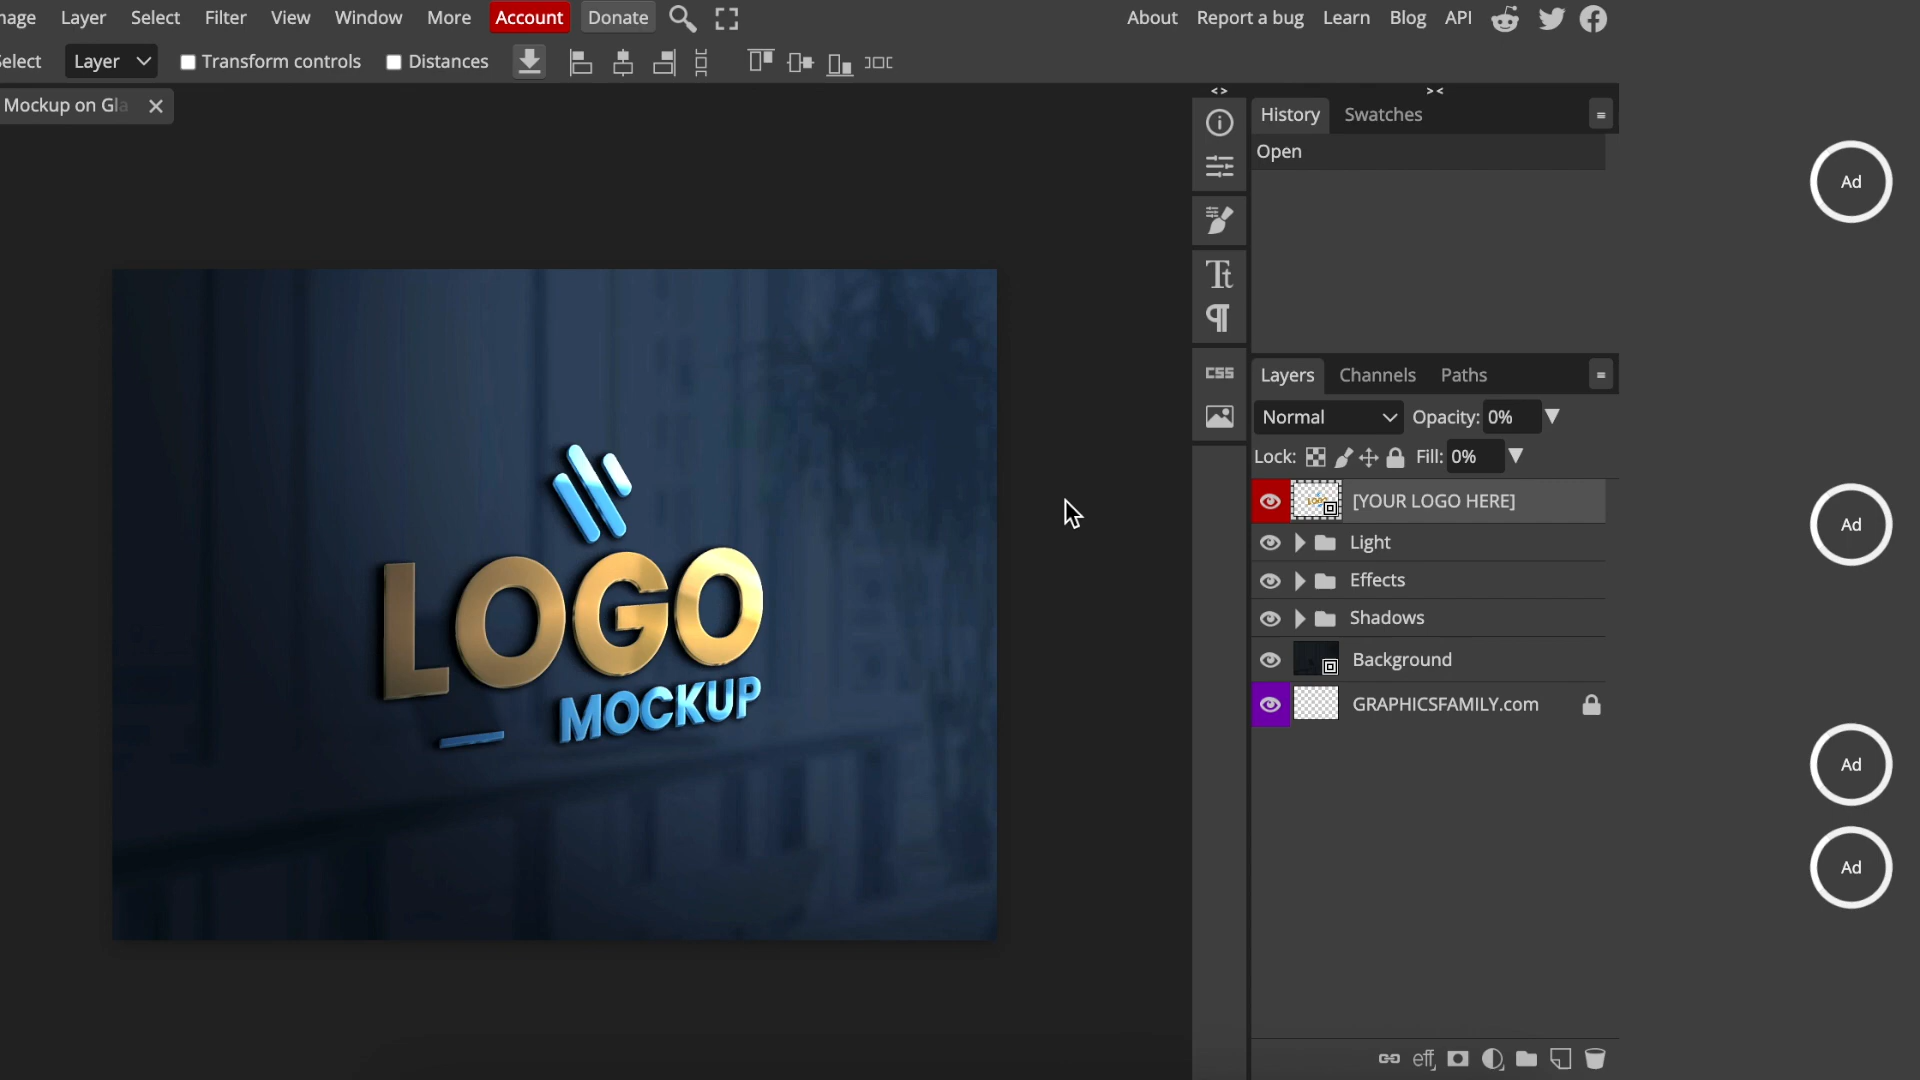 Layer Select Filter View Window More Account Donate About Report a bug Learn Blog API
Layer Transform controls Distances
Mockup on Gla
History Swatches
Open
Ad
Tt
CSS
Layers Channels Paths
Normal Opacity: 0%
Lock: Fill: 0%
[YOUR LOGO HERE]
Ad
Light
Effects
Shadows
Background
GRAPHICSFAMILY.com
Ad
Ad
eff
LOGO
MOCKUP